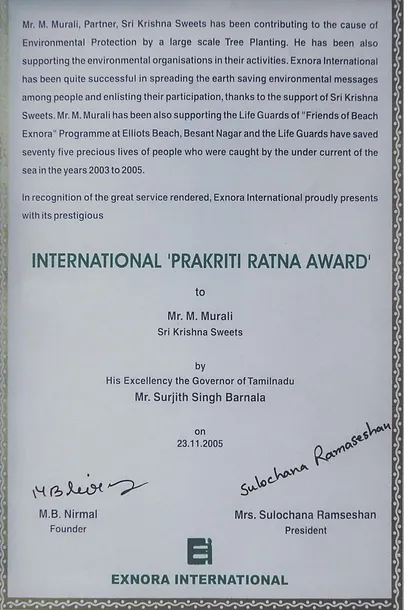 Mr. M. Murali, Partner, Sri Krishna Sweets has been contributing to the cause of
Environmental Protection by a large scale Tree Planting. He has been also
supporting the environmental organisations in their activities. Exnora International
has been quite successful in spreading the earth saving environmental messages
among people and enlisting their participation, thanks to the support of Sri Krishna
Sweets. Mr. M. Murali has been also supporting the Life Guards of "Friends of Beach
Exnora" Programme at Elliots Beach, Besant Nagar and the Life Guards have saved
seventy five precious lives of people who were caught by the under current of the
sea in the years 2003 to 2005.
In recognition of the great service rendered, Exnora International proudly presents
with its prestigious
INTERNATIONAL 'PRAKRITI RATNA AWARD'
to
Mr. M. Murali
Sri Krishna Sweets
by
His Excellency the Governor of Tamilnadu
Mr. Surjith Singh Barnala
on
23.11.2005
Sulochana Ramaseshan
M.B. Nirmal
Founder
Mrs. Sulochana Ramseshan
President
EXNORA INTERNATIONAL